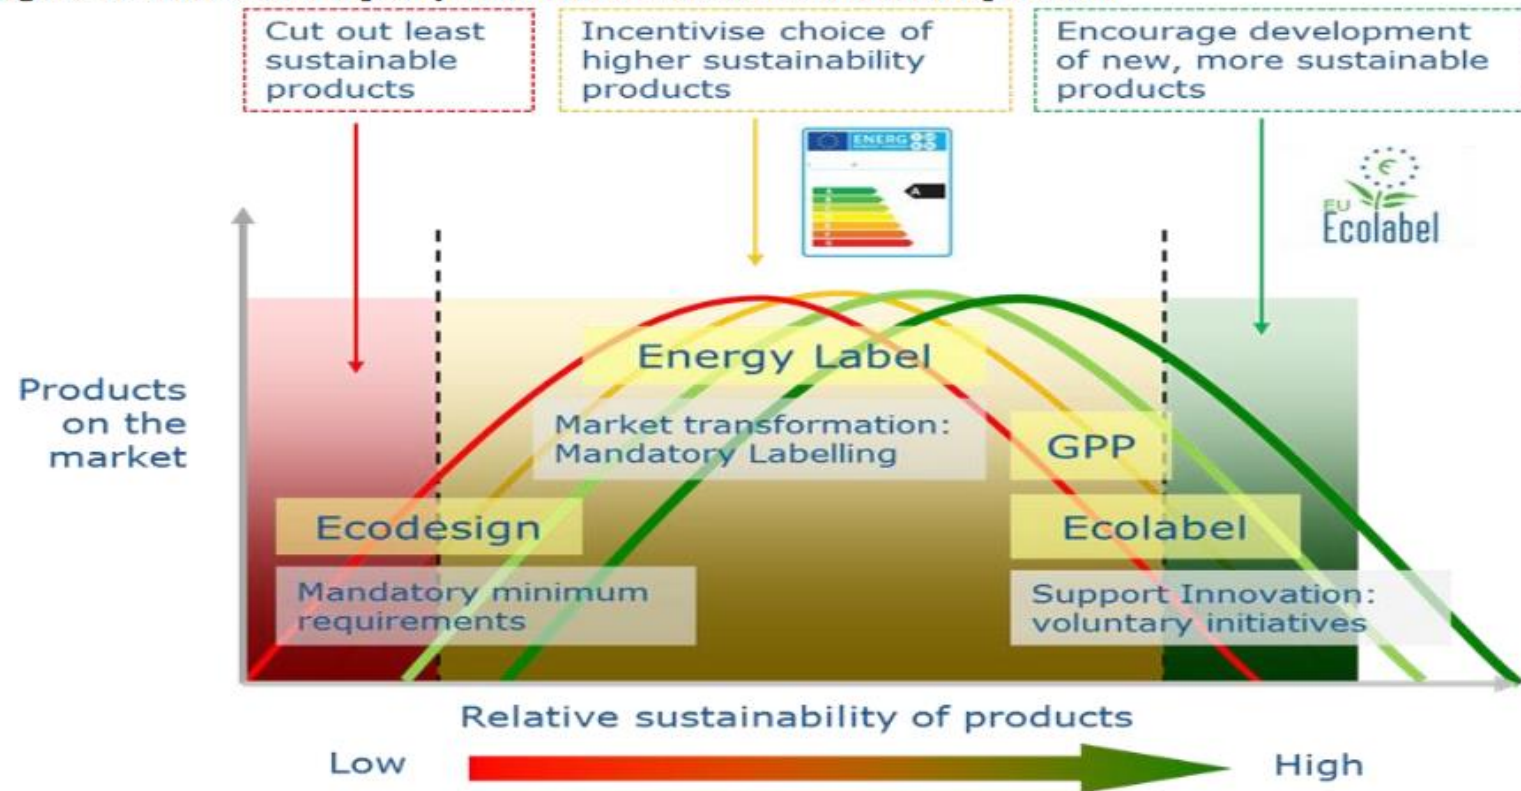 Cut out least
sustainable
products
Incentivise choice of
higher sustainability
products
Encourage development
of new, more sustainable
products
ENERG
A
EU
Ecolabel
Products
on the
market
Energy Label
Market transformation:
Mandatory Labelling
GPP
Ecodesign
Ecolabel
Mandatory minimum
requirements
Support Innovation:
voluntary initiatives
Relative sustainability of products
Low
High